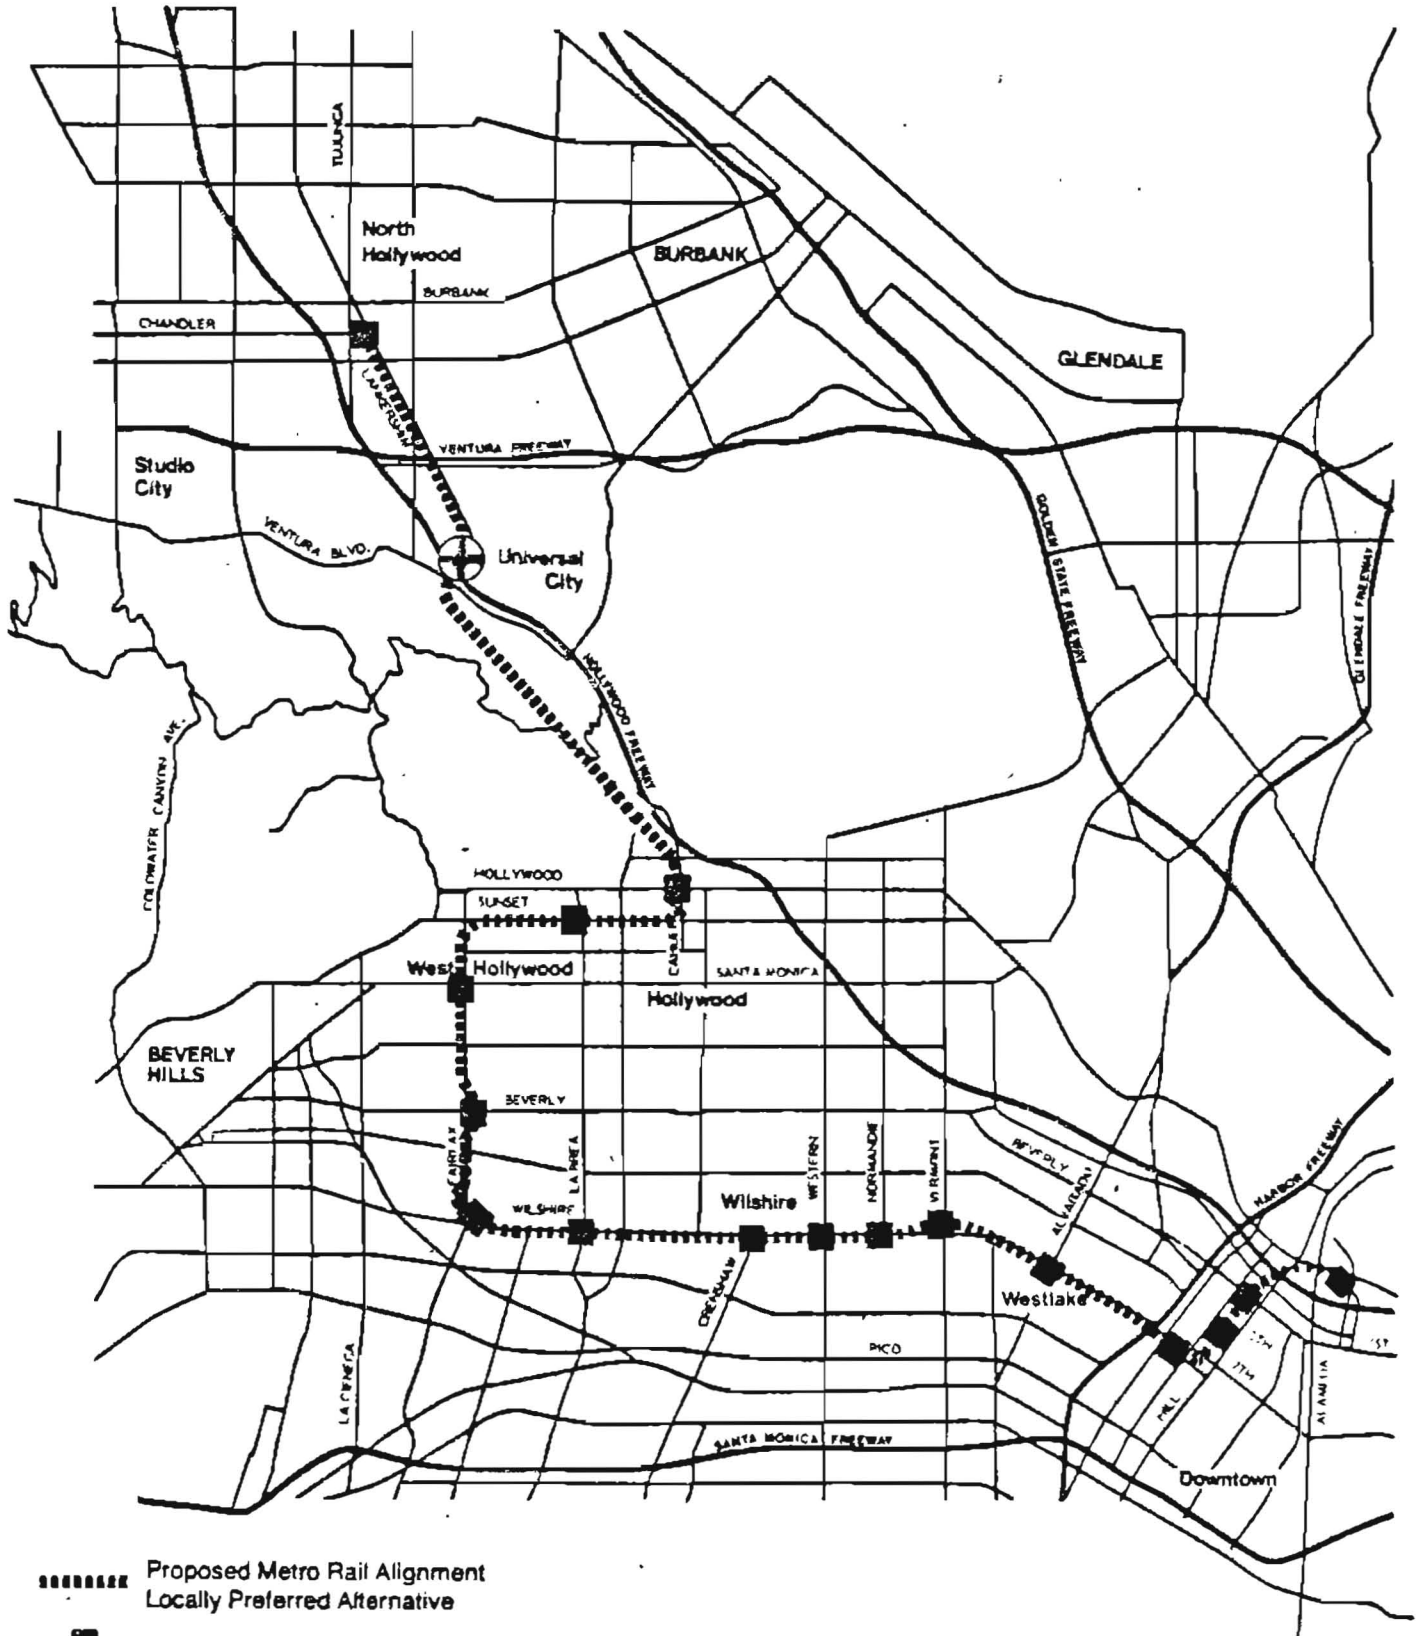 TUJUNGA
North
Hollywood
BURBANK
BURBANK
CHANDLER
GLENDALE
LANKERSHIM
VENTURA FREEWAY
Studio
City
VENTURA BLVD.
Universal
City
GOLDEN STATE FREEWAY
GLENDALE FREEWAY
HOLLYWOOD FREEWAY
COLDWATER CANYON AVE.
HOLLYWOOD
SUNSET
West Hollywood
SANTA MONICA
Hollywood
BEVERLY
HILLS
BEVERLY
FAIRFAX
LA BREA
WESTERN
NORMANDIE
VERMONT
BEVERLY
ALVARADO
HARBOR FREEWAY
WILSHIRE
Wilshire
CRENSHAW
Westlake
PICO
1ST
5TH
7TH
HILL
ALAMEDA
LA CIENEGA
SANTA MONICA FREEWAY
Downtown
Proposed Metro Rail Alignment
Locally Preferred Alternative